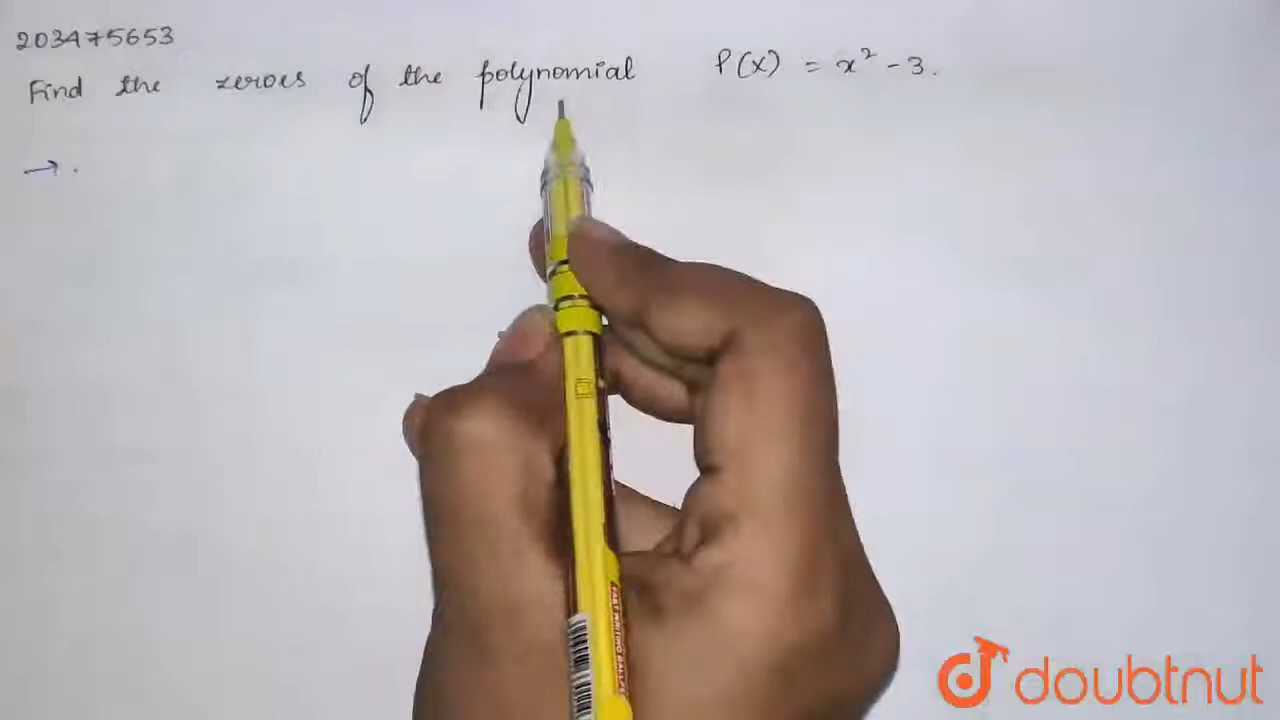 203475653
Find the zeroes of the polynomial P(x) = x² - 3.
→ .
doubtnut